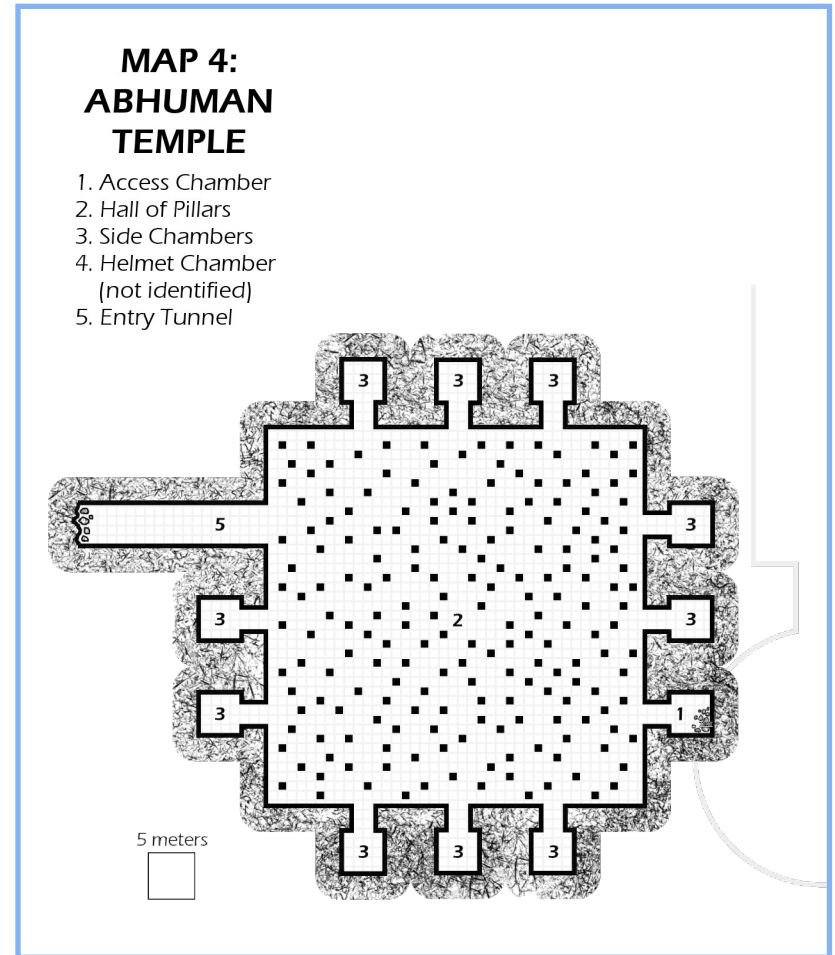 MAP 4:
ABHUMAN
TEMPLE
1. Access Chamber
2. Hall of Pillars
3. Side Chambers
4. Helmet Chamber
(not identified)
5. Entry Tunnel
3 3 3
5 3
3 2 3
3 1
5 meters
3 3 3